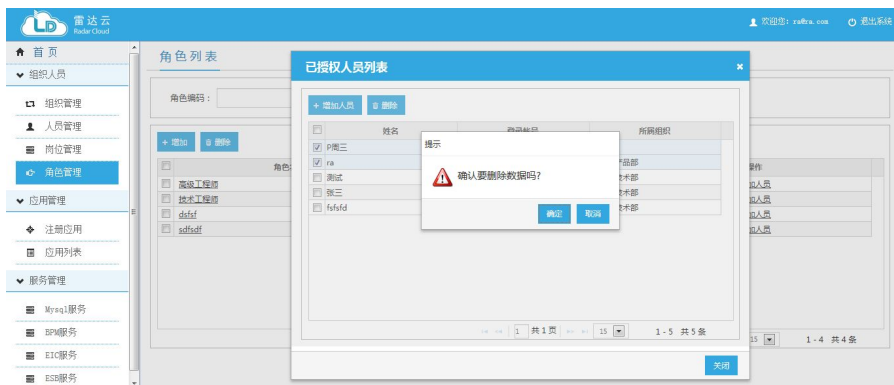 LD 雷达云
Radar Cloud
欢迎您: ra@ra.com 退出系统
首页
组织人员
组织管理
人员管理
岗位管理
角色管理
应用管理
注册应用
应用列表
服务管理
Mysql服务
BPM服务
EIC服务
ESB服务
角色列表
角色编码：
+ 增加 删除
角色
操作
高级工程师
加人员
技术工程师
加人员
dsfsf
加人员
sdfsdf
加人员
15 1-4 共4条
已授权人员列表 ×
+ 增加人员 删除
姓名 登录帐号 所属组织
P周三
ra 产品部
测试 技术部
张三 技术部
fsfsfd 技术部
提示
确认要删除数据吗?
确定 取消
1 共1页 15 1-5 共5条
关闭